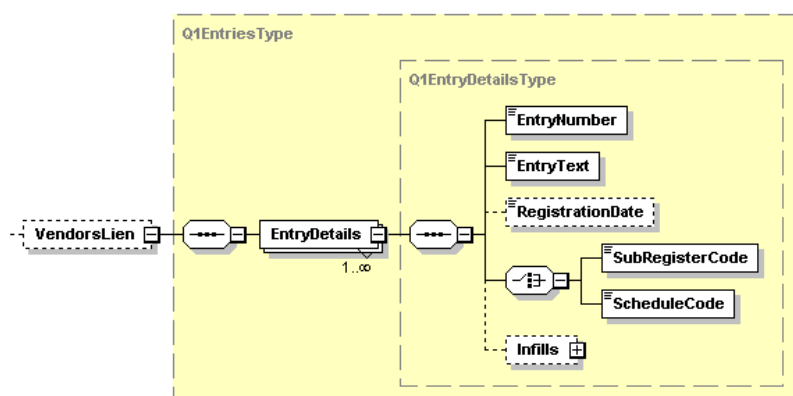 Q1EntriesType
Q1EntryDetailsType
EntryNumber
EntryText
RegistrationDate
VendorsLien
EntryDetails
1..∞
SubRegisterCode
ScheduleCode
Infills